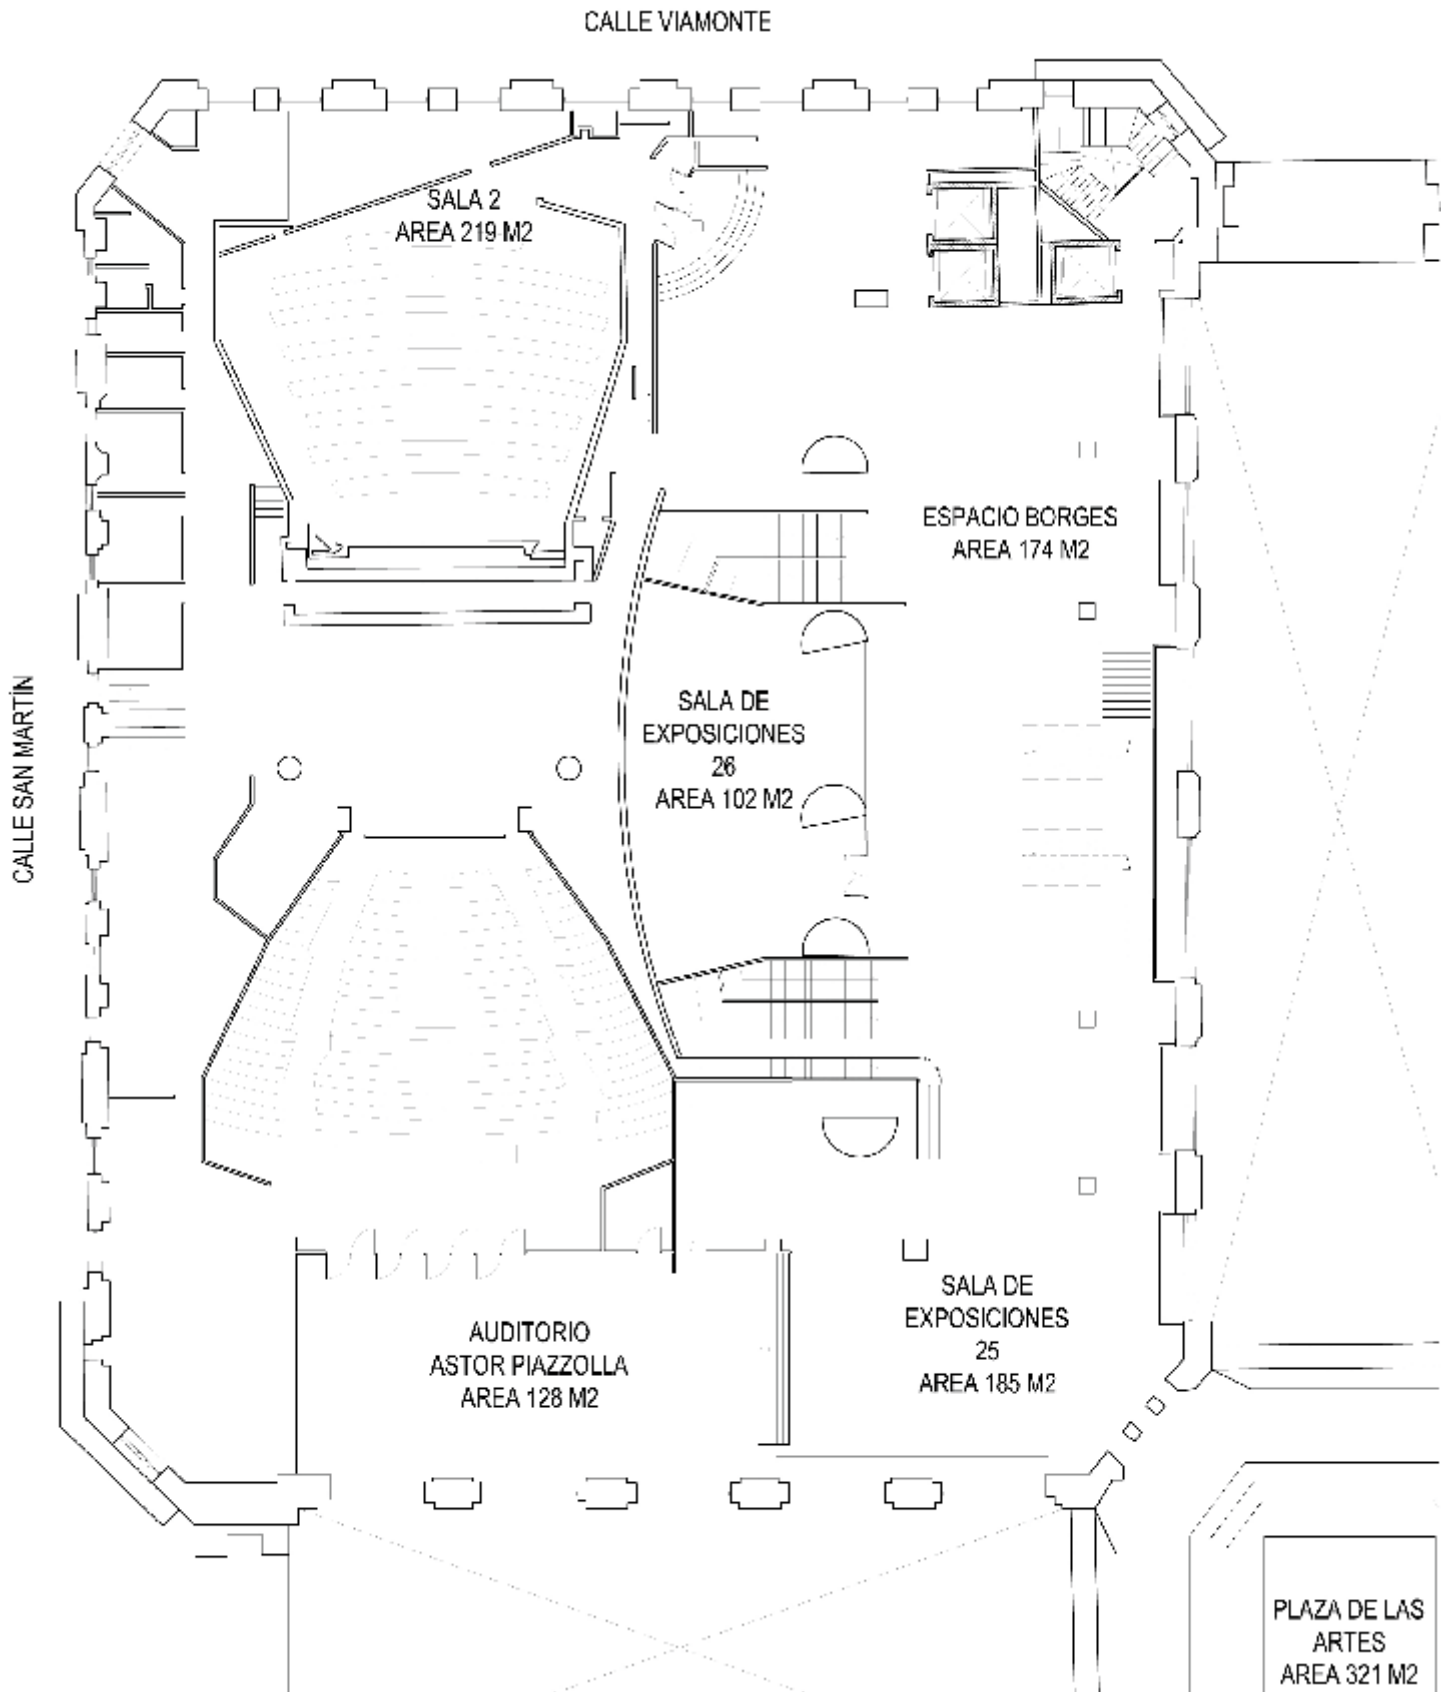 CALLE VIAMONTE
SALA 2
AREA 219 M2
ESPACIO BORGES
AREA 174 M2
CALLE SAN MARTÍN
SALA DE
EXPOSICIONES
26
AREA 102 M2
AUDITORIO
ASTOR PIAZZOLLA
AREA 128 M2
SALA DE
EXPOSICIONES
25
AREA 185 M2
PLAZA DE LAS
ARTES
AREA 321 M2